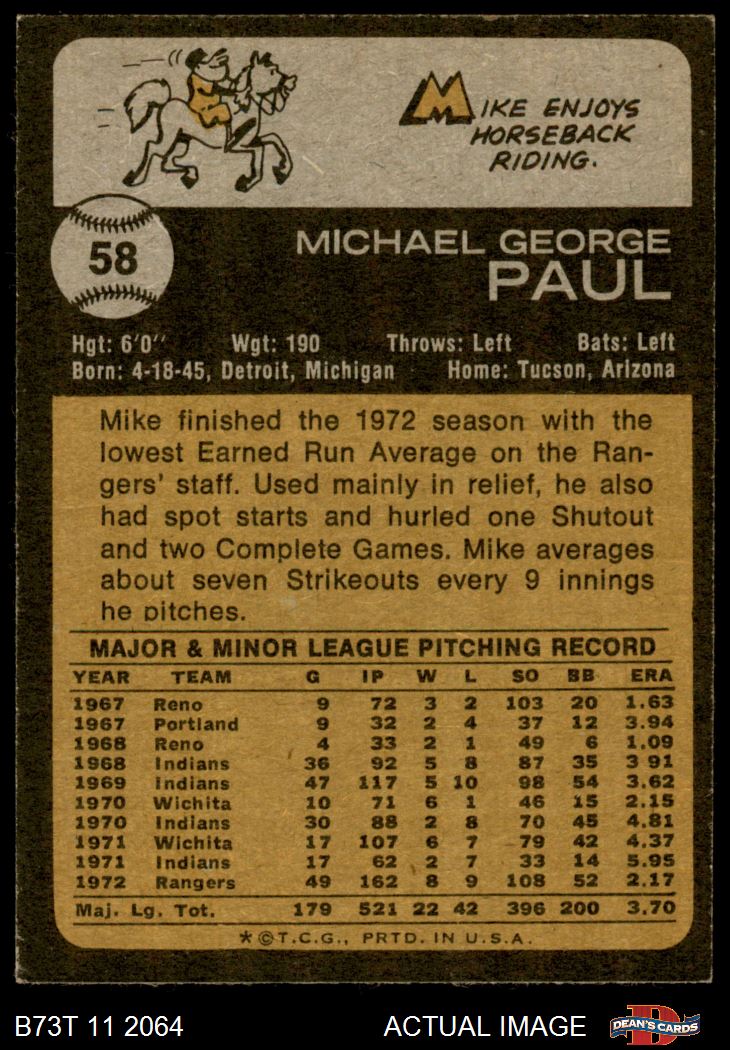 MIKE ENJOYS
HORSEBACK
RIDING.
58
MICHAEL GEORGE
PAUL
Hgt: 6'0" Wgt: 190 Throws: Left Bats: Left
Born: 4-18-45, Detroit, Michigan Home: Tucson, Arizona
Mike finished the 1972 season with the
lowest Earned Run Average on the Ran-
gers' staff. Used mainly in relief, he also
had spot starts and hurled one Shutout
and two Complete Games. Mike averages
about seven Strikeouts every 9 innings
he pitches.
MAJOR & MINOR LEAGUE PITCHING RECORD
YEAR TEAM G IP W L SO BB ERA
1967 Reno 9 72 3 2 103 20 1.63
1967 Portland 9 32 2 4 37 12 3.94
1968 Reno 4 33 2 1 49 6 1.09
1968 Indians 36 92 5 8 87 35 3 91
1969 Indians 47 117 5 10 98 54 3.62
1970 Wichita 10 71 6 1 46 15 2.15
1970 Indians 30 88 2 8 70 45 4.81
1971 Wichita 17 107 6 7 79 42 4.37
1971 Indians 17 62 2 7 33 14 5.95
1972 Rangers 49 162 8 9 108 52 2.17
Maj. Lg. Tot. 179 521 22 42 396 200 3.70
*©T.C.G., PRTD. IN U.S.A.
B73T 11 2064 ACTUAL IMAGE DEAN'S CARDS